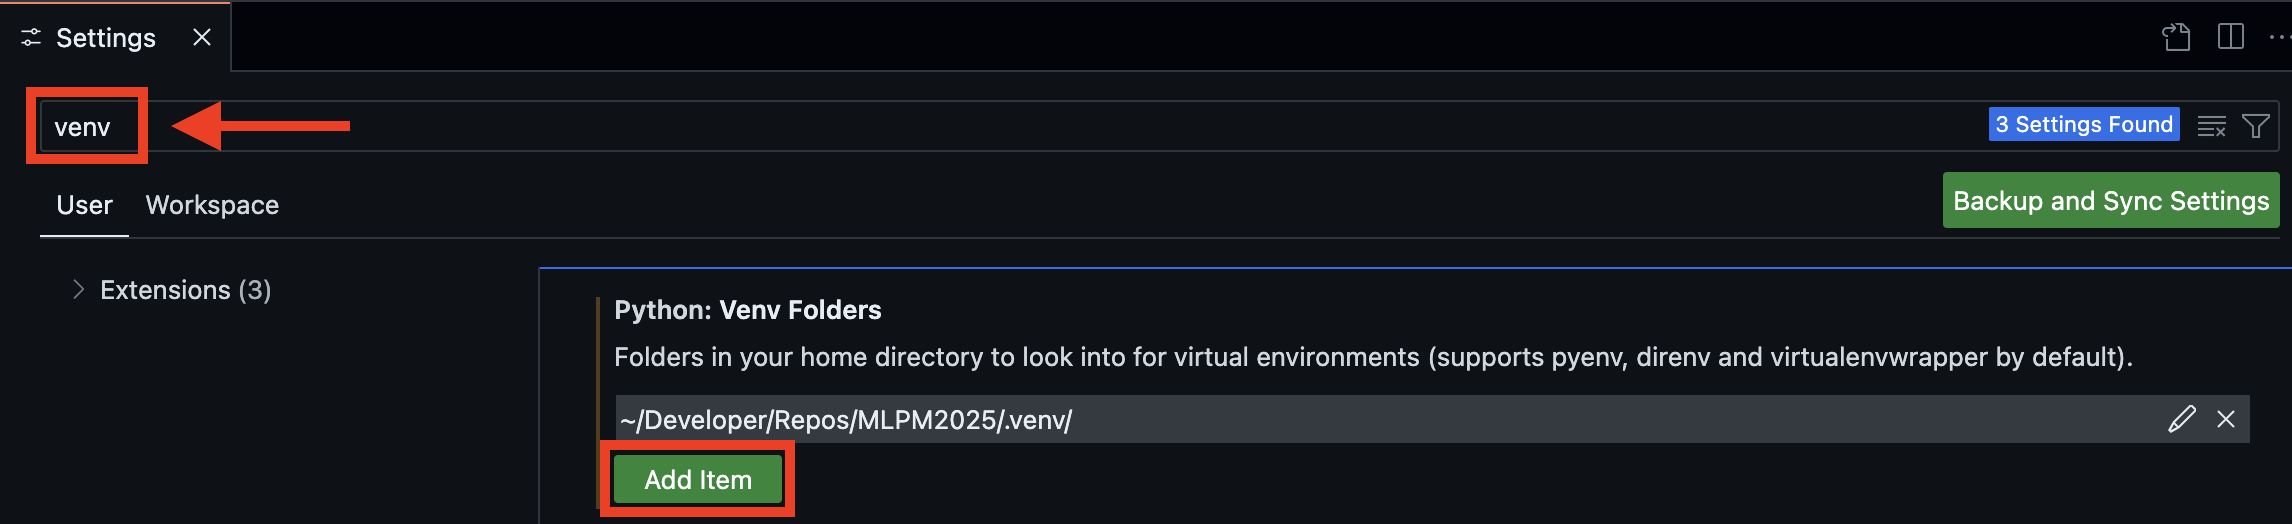 Settings
venv
3 Settings Found
User Workspace
Backup and Sync Settings
Extensions (3)
Python: Venv Folders
Folders in your home directory to look into for virtual environments (supports pyenv, direnv and virtualenvwrapper by default).
~/Developer/Repos/MLPM2025/.venv/
Add Item